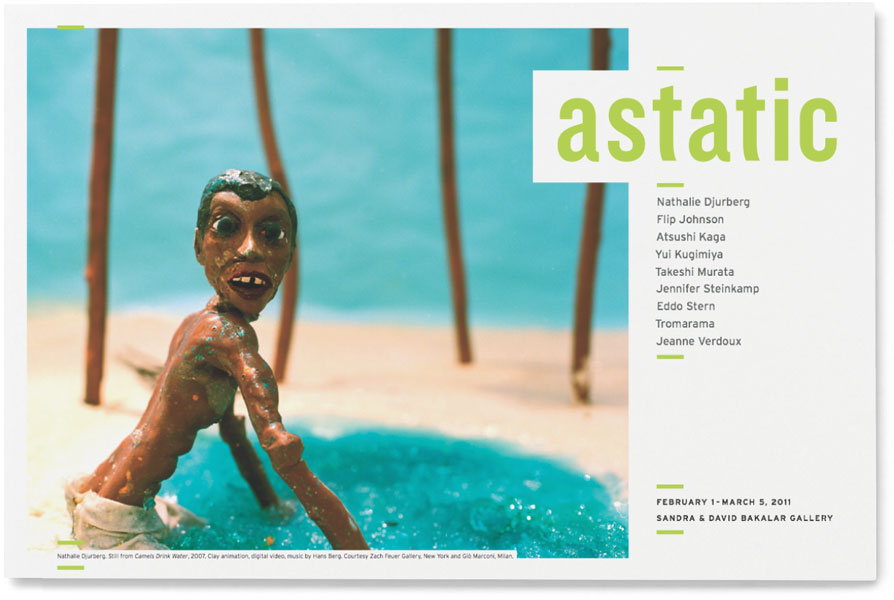 astatic
Nathalie Djurberg
Flip Johnson
Atsushi Kaga
Yui Kugimiya
Takeshi Murata
Jennifer Steinkamp
Eddo Stern
Tromarama
Jeanne Verdoux
FEBRUARY 1 - MARCH 5, 2011
SANDRA & DAVID BAKALAR GALLERY
Nathalie Djurberg, Still from Camels Drink Water, 2007, Clay animation, digital video, music by Hans Berg. Courtesy Zach Feuer Gallery, New York and Giò Marconi, Milan.